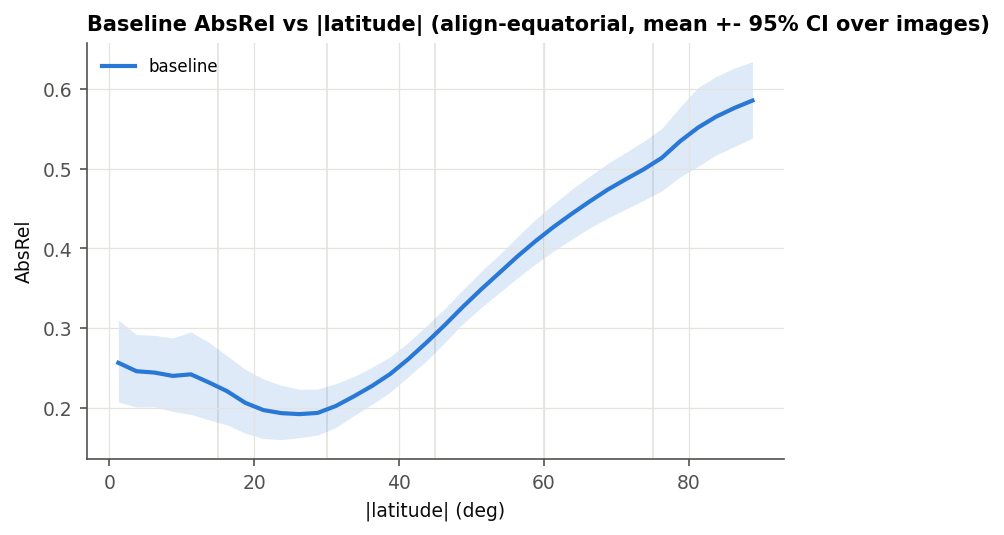 Baseline AbsRel vs |latitude| (align-equatorial, mean +- 95% CI over images)
baseline
0.6
0.5
0.4
0.3
0.2
AbsRel
0 20 40 60 80
|latitude| (deg)